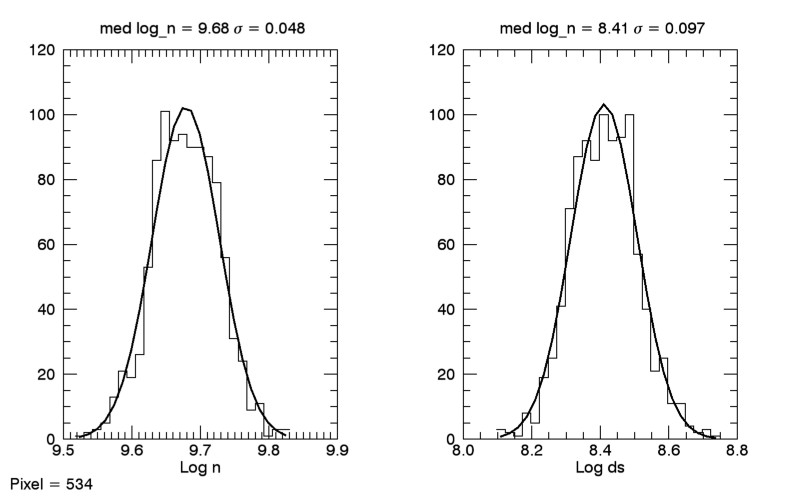 med log_n = 9.68 σ = 0.048
120
100
80
60
40
20
0
9.5 9.6 9.7 9.8 9.9
Log n
med log_n = 8.41 σ = 0.097
120
100
80
60
40
20
0
8.0 8.2 8.4 8.6 8.8
Log ds
Pixel = 534